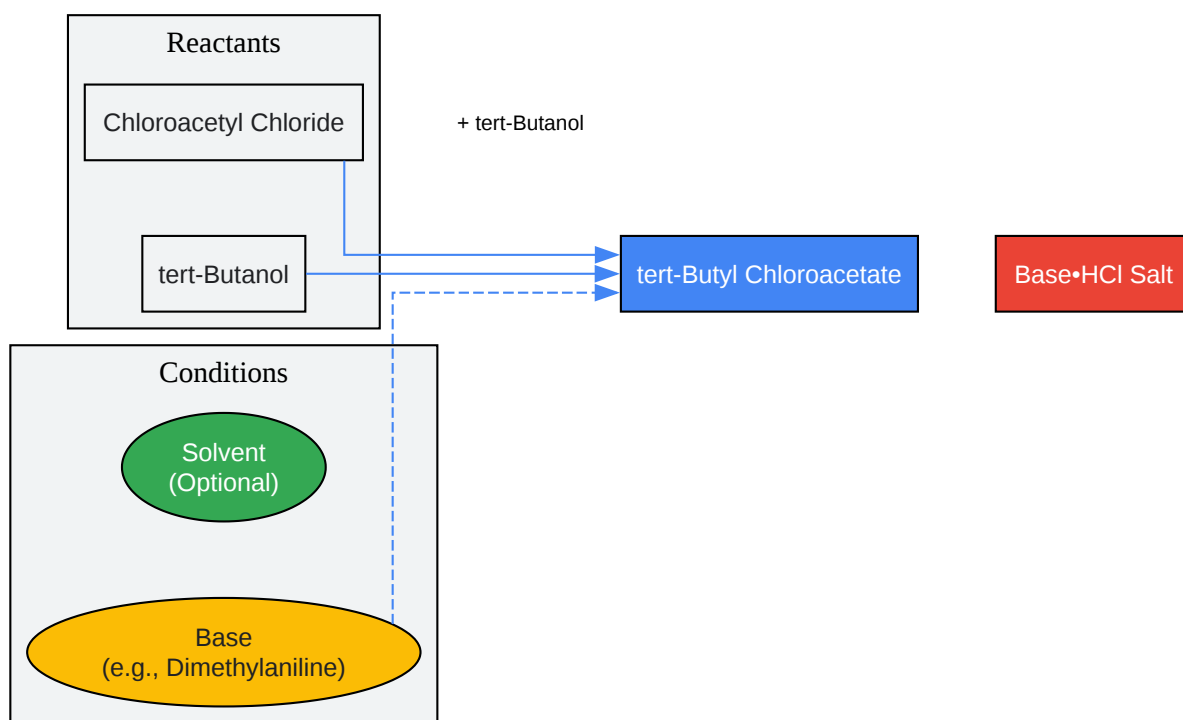 Reactants
Chloroacetyl Chloride
+ tert-Butanol
tert-Butanol
tert-Butyl Chloroacetate
Base•HCl Salt
Conditions
Solvent
(Optional)
Base
(e.g., Dimethylaniline)